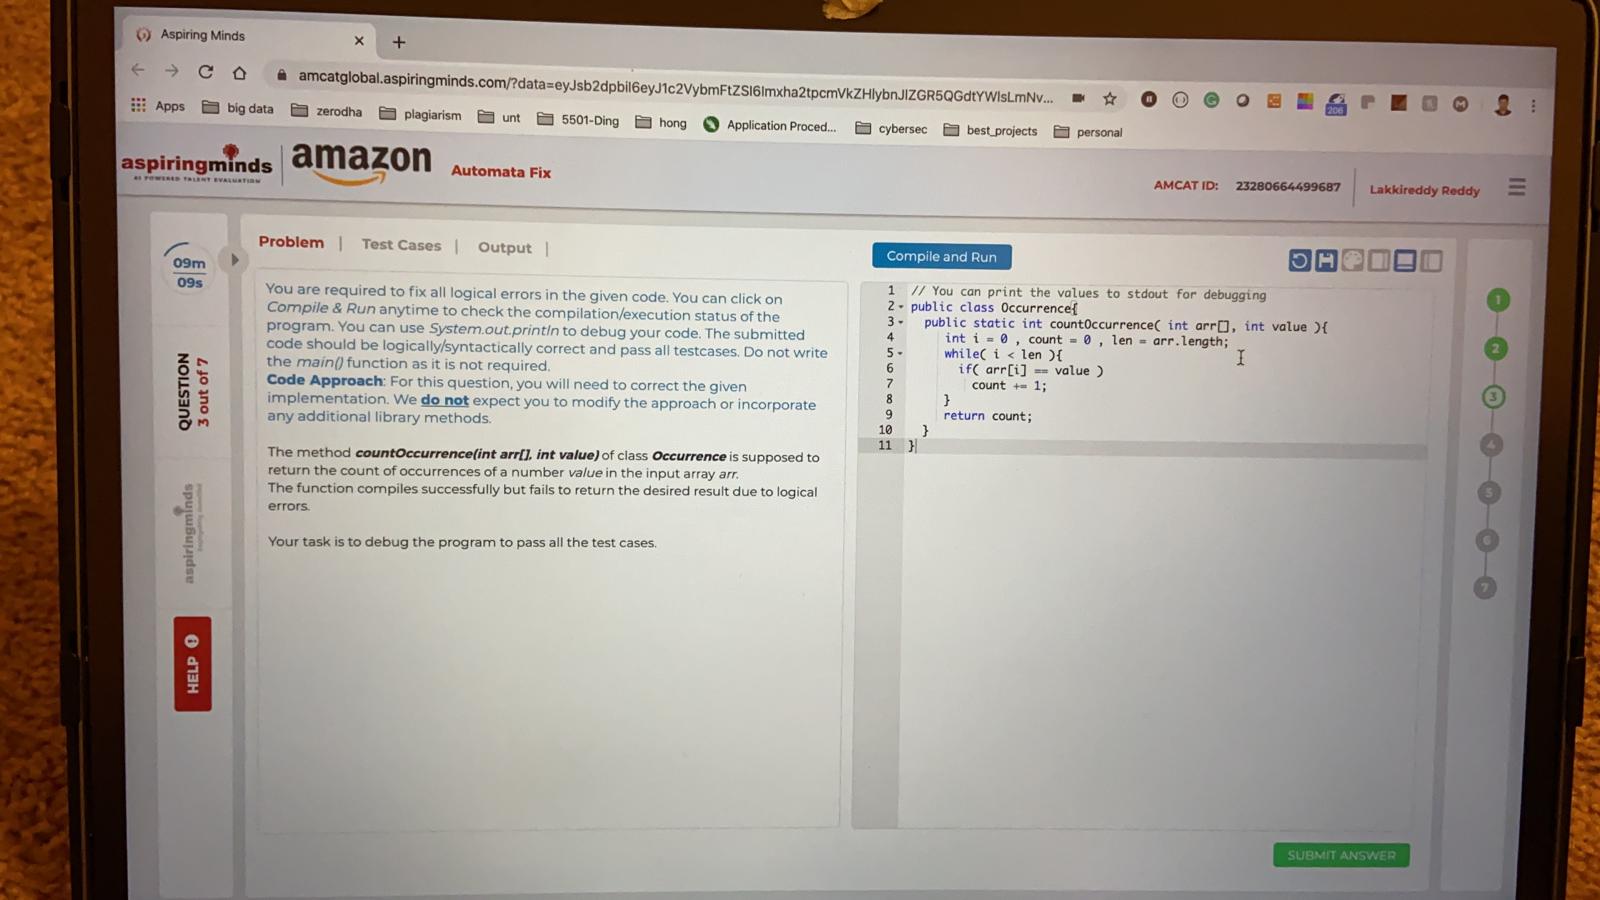 Aspiring Minds
amcatglobal.aspiringminds.com/?data=
Apps big data zerodha plagiarism unt 5501-Ding hong Application Proced... cybersec best_projects personal
206
aspiringminds
AI POWERED TALENT EVALUATION
amazon
Automata Fix
AMCAT ID: 23280664499687
Lakkireddy Reddy
09m
09s
QUESTION
3 out of 7
aspiringminds
HELP
Problem | Test Cases | Output |
You are required to fix all logical errors in the given code. You can click on
Compile & Run anytime to check the compilation/execution status of the
program. You can use System.out.println to debug your code. The submitted
code should be logically/syntactically correct and pass all testcases. Do not write
the main() function as it is not required.
Code Approach: For this question, you will need to correct the given
implementation. We do not expect you to modify the approach or incorporate
any additional library methods.
The method countOccurrence(int arr[], int value) of class Occurrence is supposed to
return the count of occurrences of a number value in the input array arr.
The function compiles successfully but fails to return the desired result due to logical
errors.
Your task is to debug the program to pass all the test cases.
Compile and Run
1 // You can print the values to stdout for debugging
2 public class Occurrence{
3 public static int countOccurrence( int arr[], int value ){
4 int i = 0 , count = 0 , len = arr.length;
5 while( i < len ){
6 if( arr[i] == value )
7 count += 1;
8 }
9 return count;
10 }
11 }
1
2
3
4
5
6
7
SUBMIT ANSWER